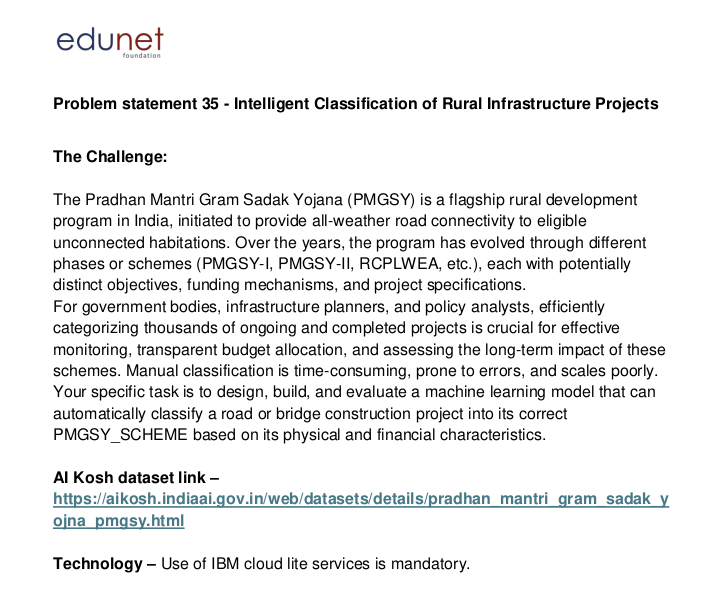 edunet
foundation
Problem statement 35 - Intelligent Classification of Rural Infrastructure Projects
The Challenge:
The Pradhan Mantri Gram Sadak Yojana (PMGSY) is a flagship rural development
program in India, initiated to provide all-weather road connectivity to eligible
unconnected habitations. Over the years, the program has evolved through different
phases or schemes (PMGSY-I, PMGSY-II, RCPLWEA, etc.), each with potentially
distinct objectives, funding mechanisms, and project specifications.
For government bodies, infrastructure planners, and policy analysts, efficiently
categorizing thousands of ongoing and completed projects is crucial for effective
monitoring, transparent budget allocation, and assessing the long-term impact of these
schemes. Manual classification is time-consuming, prone to errors, and scales poorly.
Your specific task is to design, build, and evaluate a machine learning model that can
automatically classify a road or bridge construction project into its correct
PMGSY_SCHEME based on its physical and financial characteristics.
AI Kosh dataset link –
https://aikosh.indiaai.gov.in/web/datasets/details/pradhan_mantri_gram_sadak_y
ojna_pmgsy.html
Technology – Use of IBM cloud lite services is mandatory.